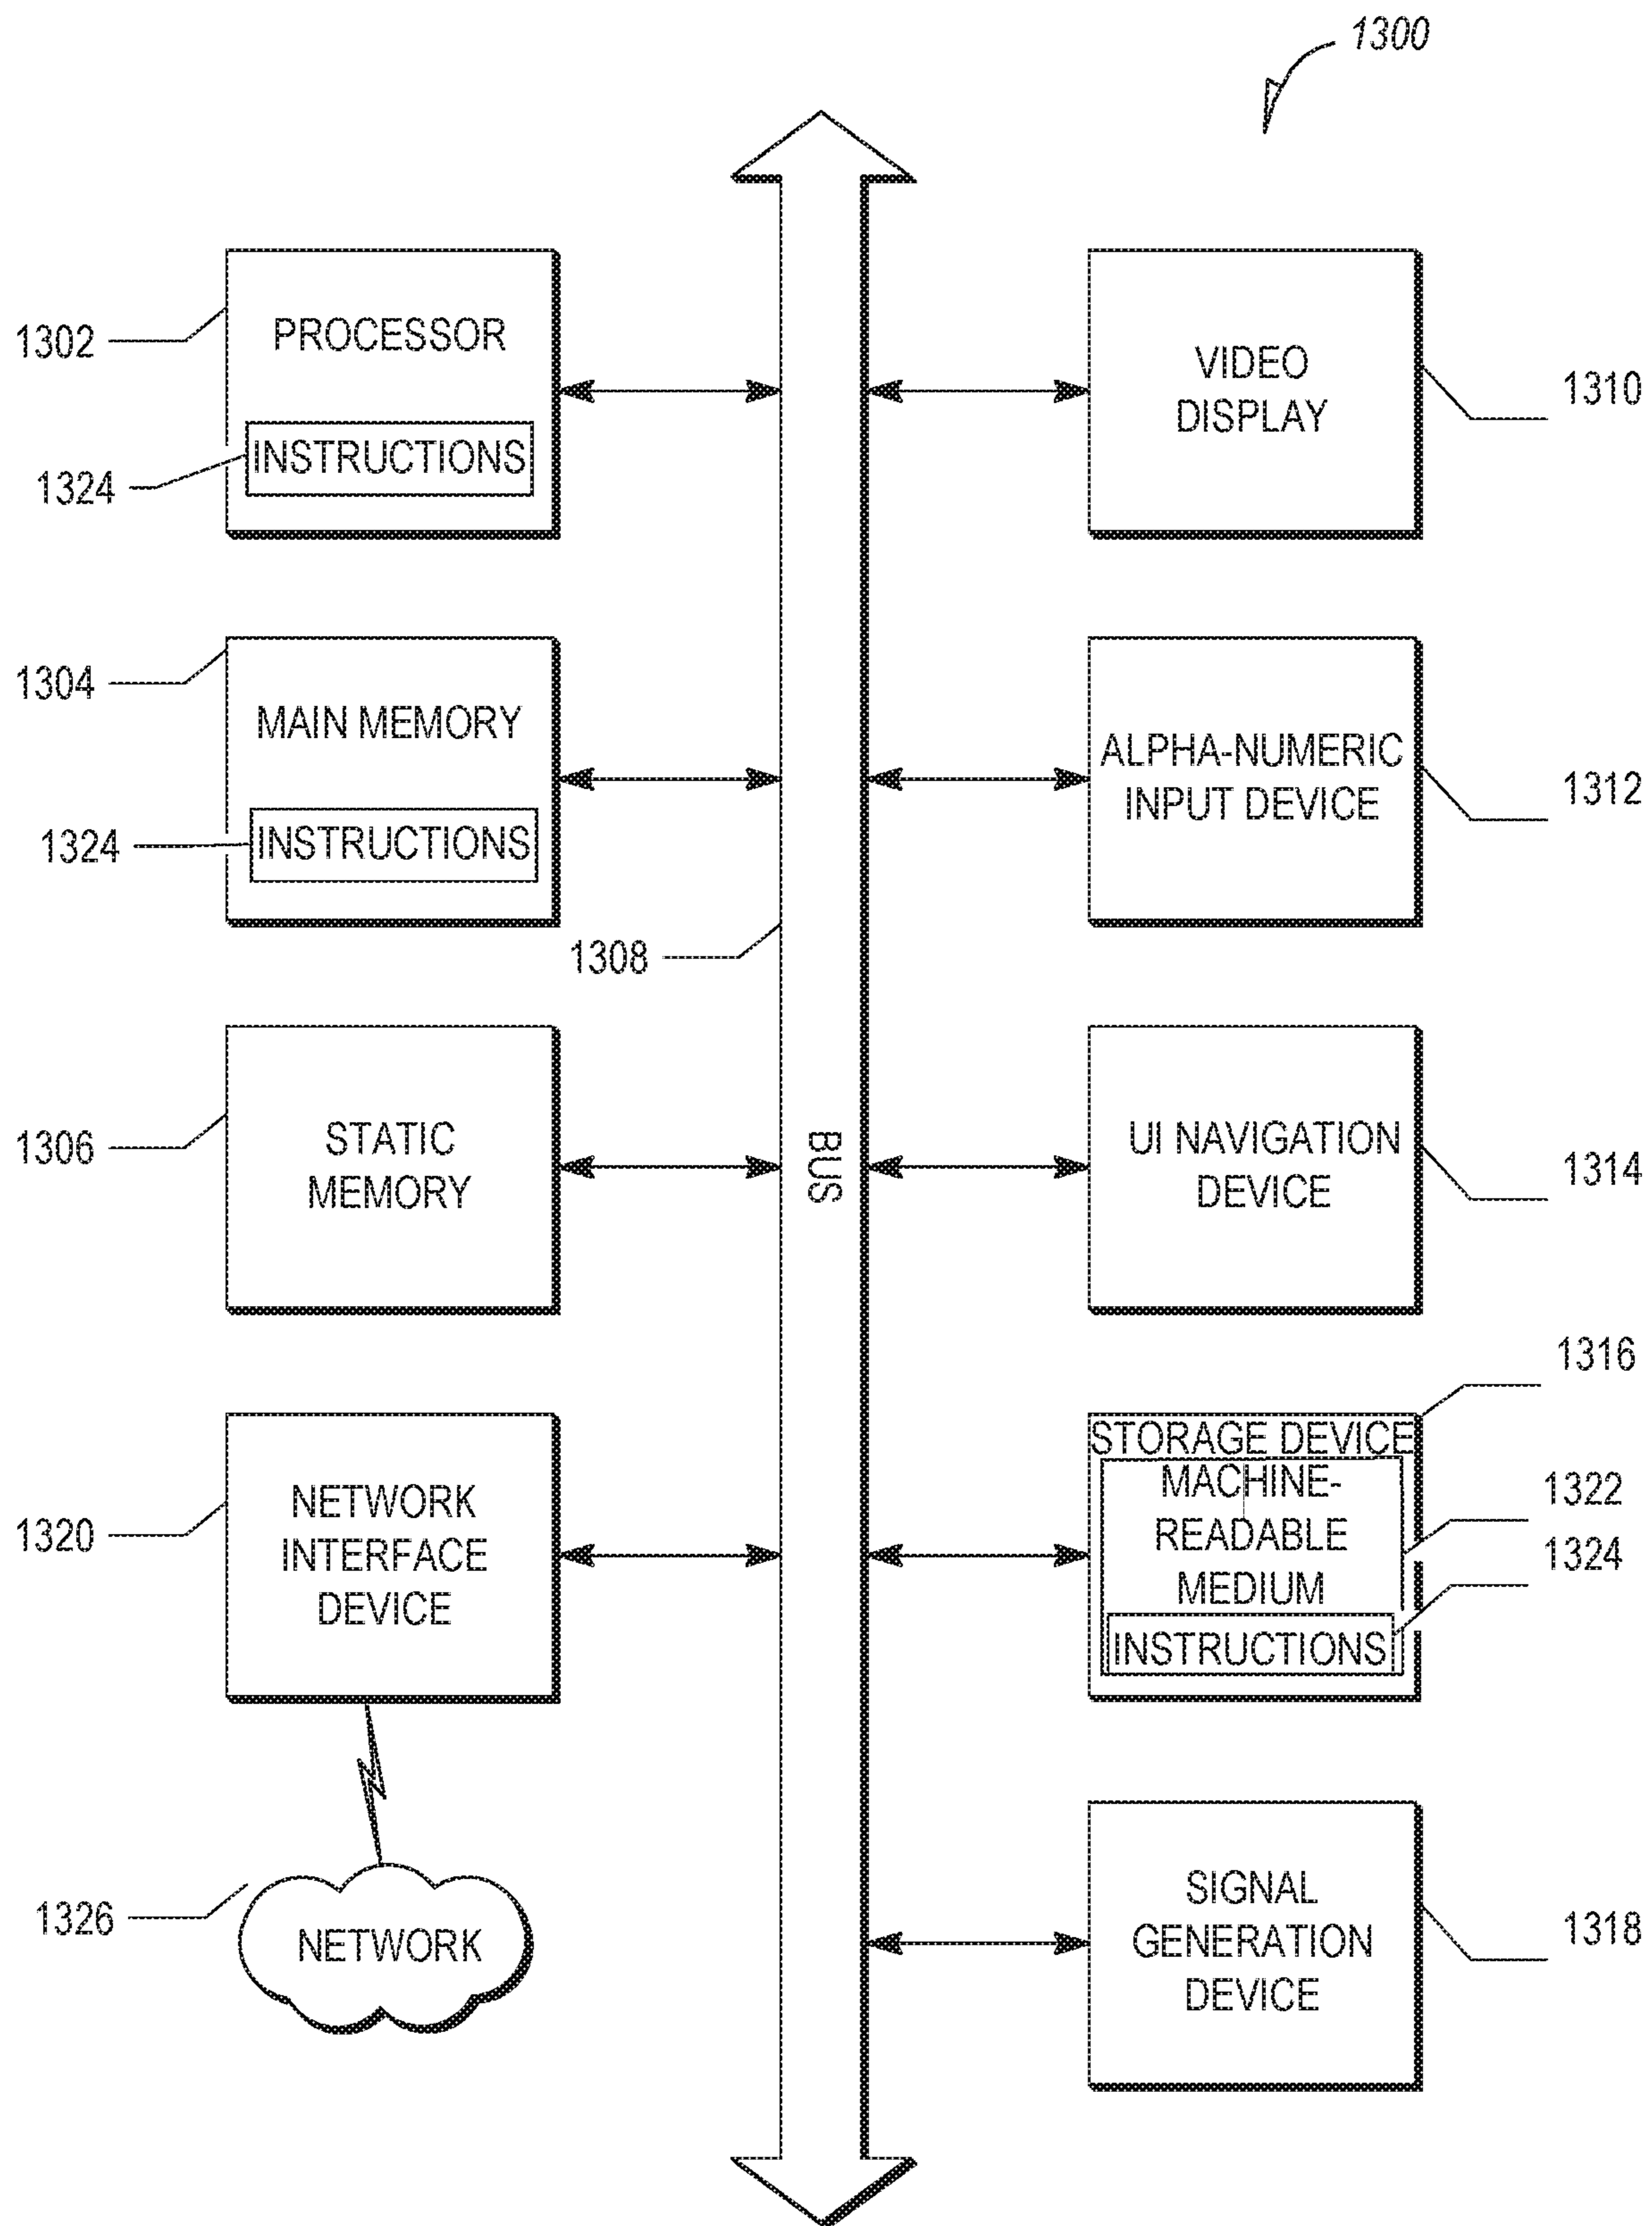 1300
1302
PROCESSOR
INSTRUCTIONS
1324
VIDEO
DISPLAY
1310
1304
MAIN MEMORY
INSTRUCTIONS
1324
ALPHA-NUMERIC
INPUT DEVICE
1312
1308
BUS
1306
STATIC
MEMORY
UI NAVIGATION
DEVICE
1314
1320
NETWORK
INTERFACE
DEVICE
1316
STORAGE DEVICE
MACHINE-
READABLE
MEDIUM
1322
1324
INSTRUCTIONS
1326
NETWORK
SIGNAL
GENERATION
DEVICE
1318